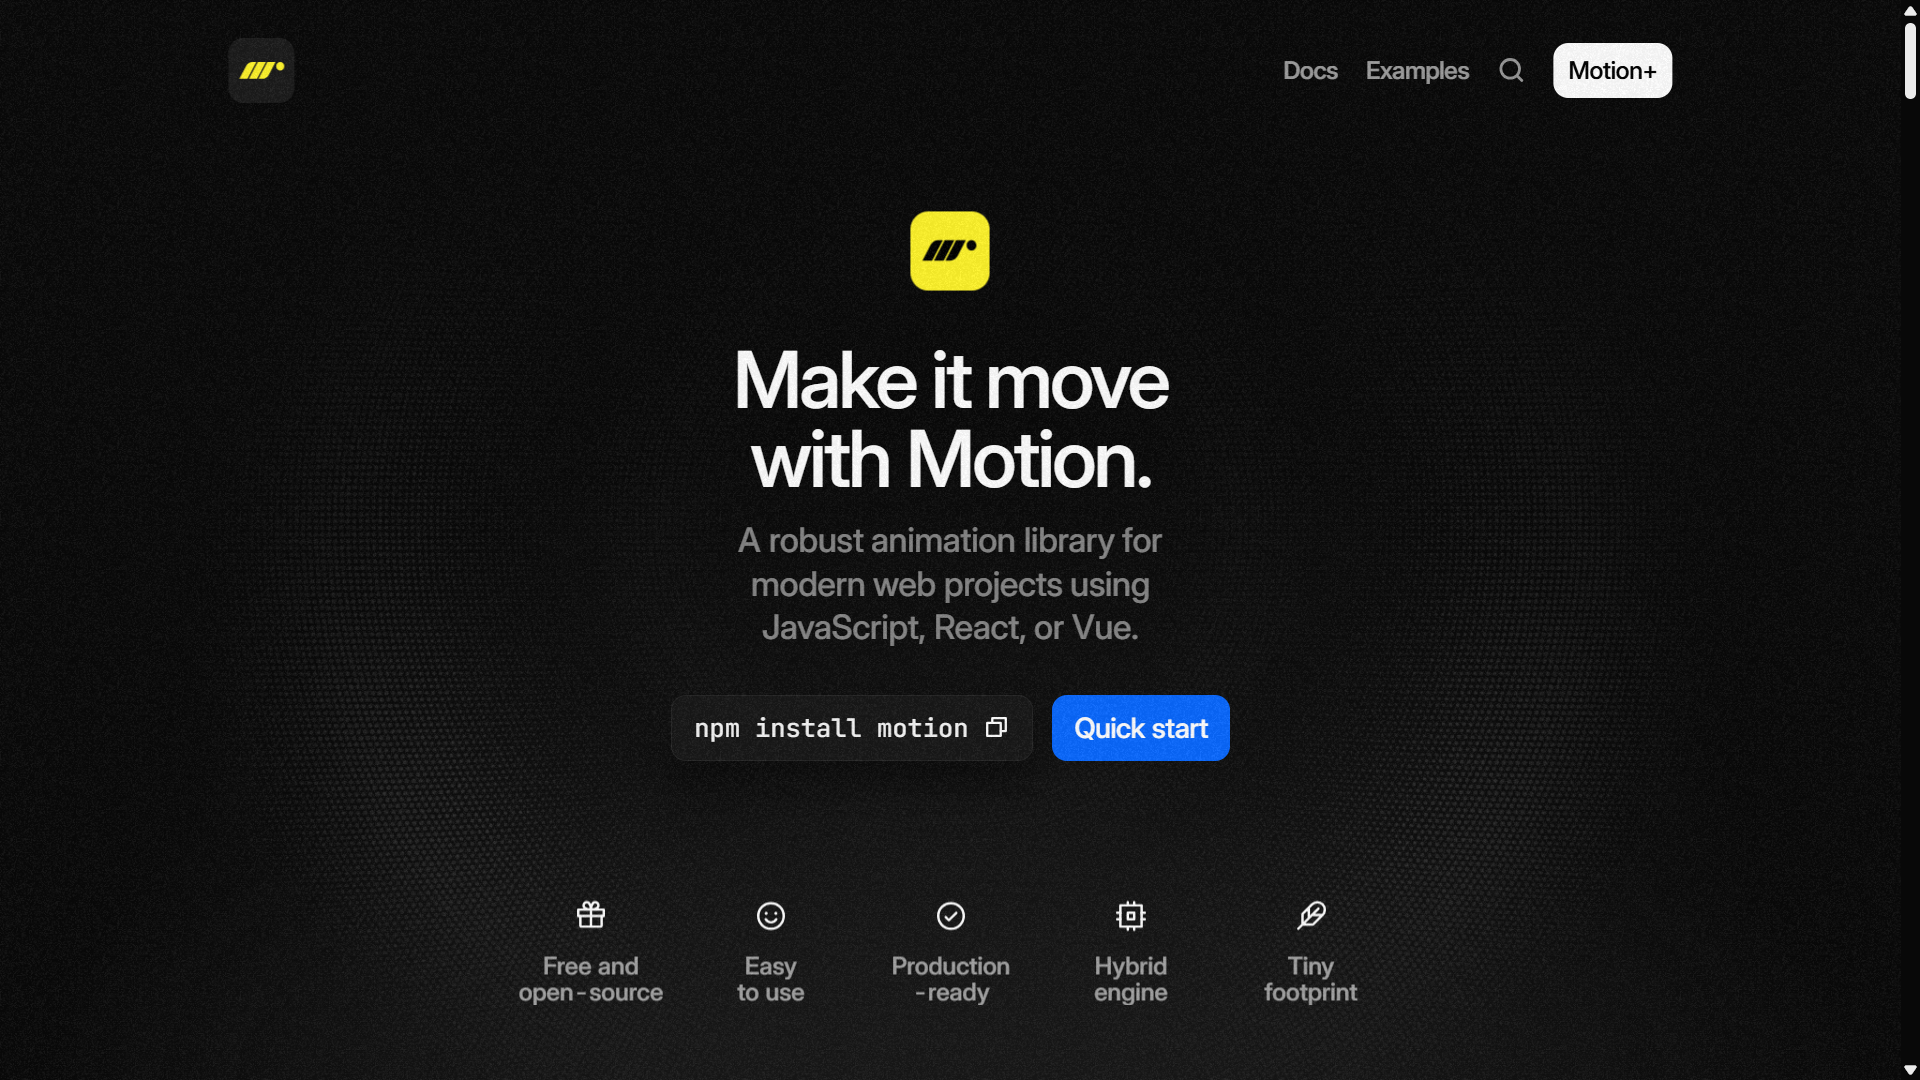 Docs Examples Motion+
Make it move
with Motion.
A robust animation library for
modern web projects using
JavaScript, React, or Vue.
npm install motion
Quick start
Free and
open-source
Easy
to use
Production
-ready
Hybrid
engine
Tiny
footprint